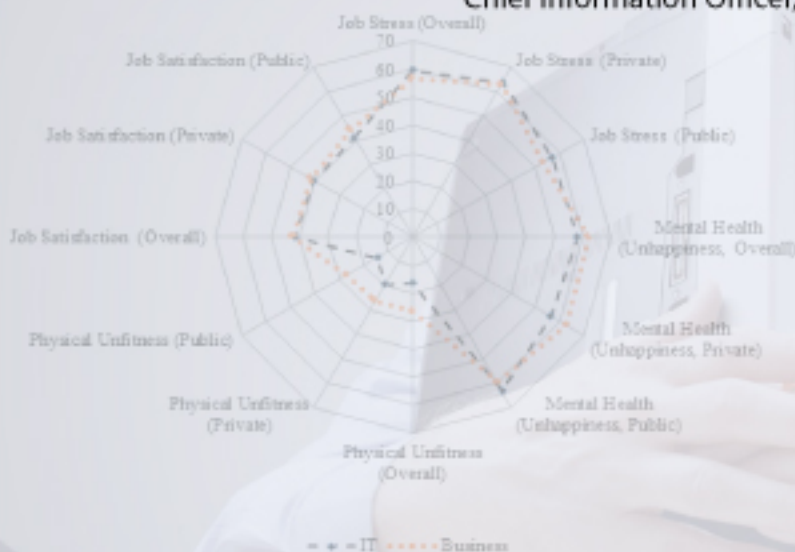 Chief Information Officer,
Job Stress (Overall)
70
Job Satisfaction (Public)
Job Stress (Private)
60
50
Job Satisfaction (Private)
Job Stress (Public)
40
30
20
10
0
Job Satisfaction (Overall)
Mental Health
(Unhappiness, Overall)
Physical Unfitness (Public)
Mental Health
(Unhappiness, Private)
Physical Unfitness
(Private)
Mental Health
(Unhappiness, Public)
Physical Unfitness
(Overall)
IT
Business